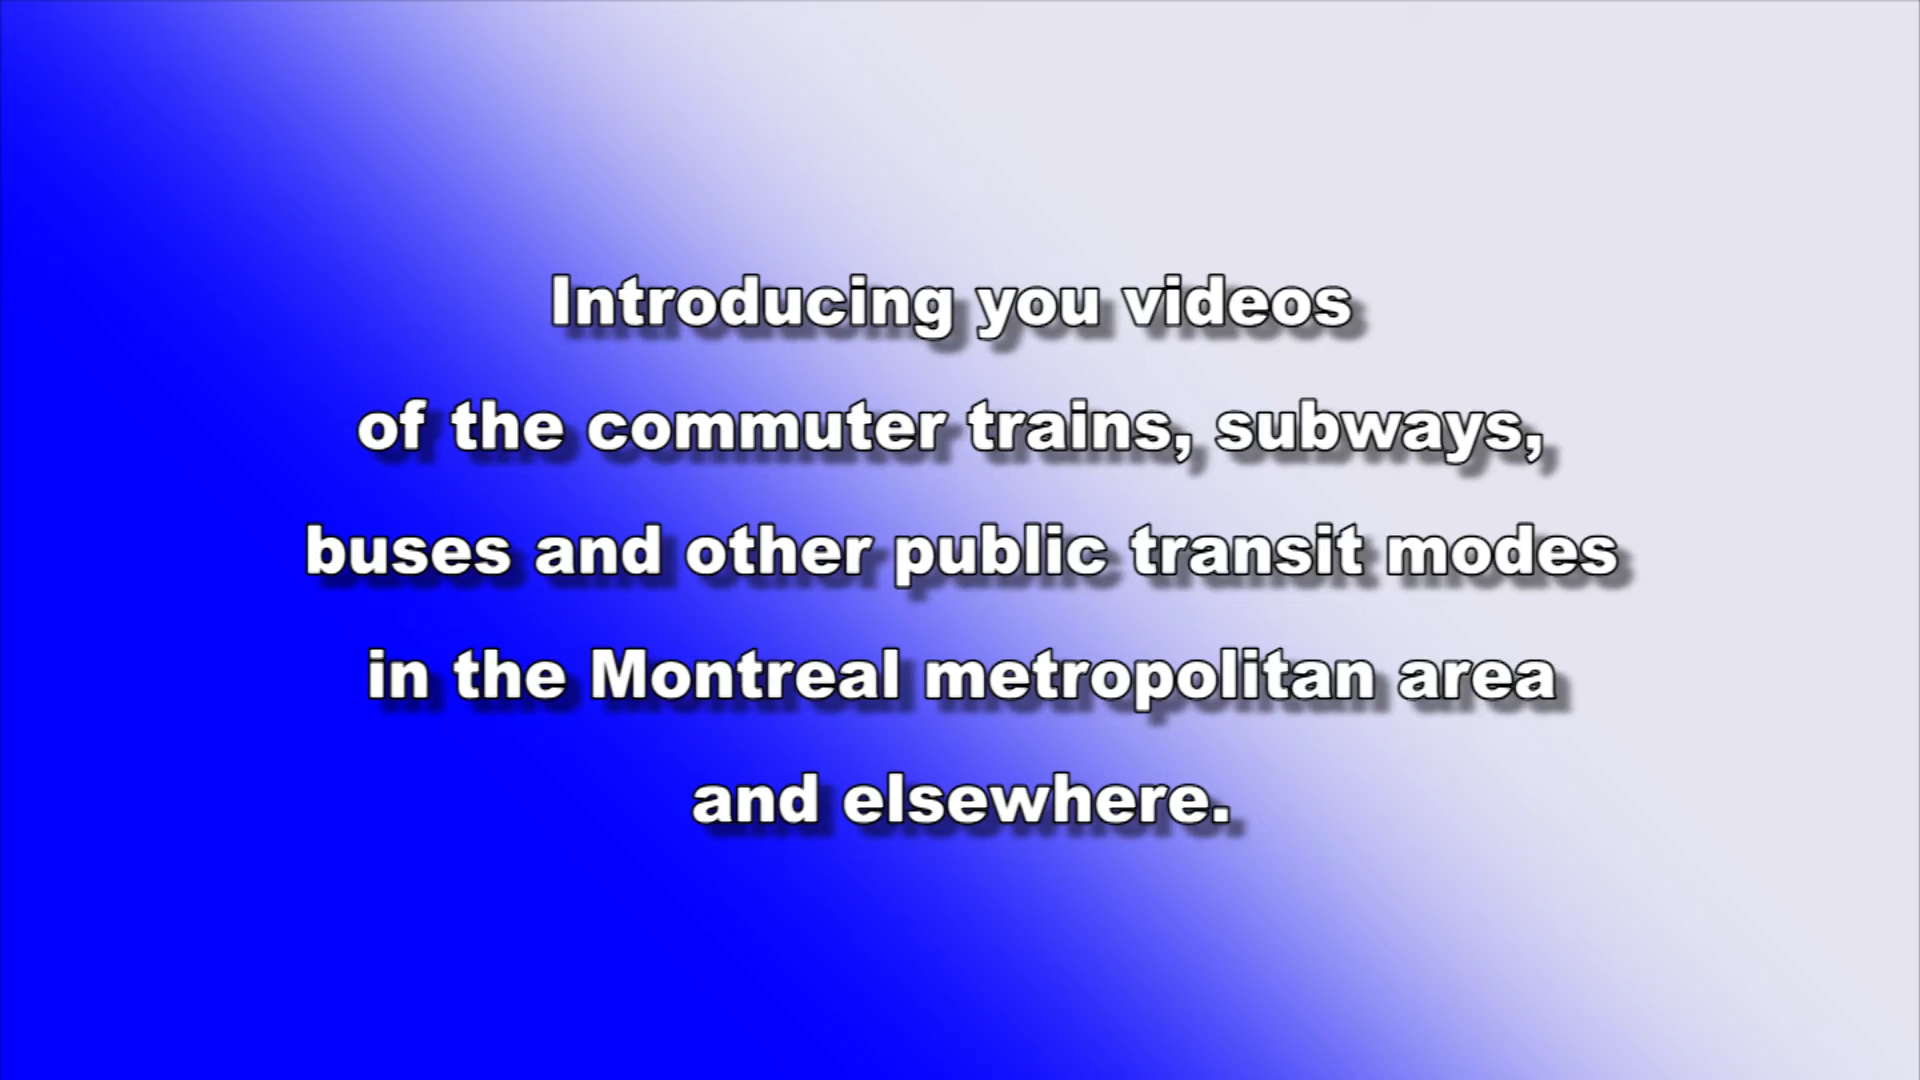 Introducing you videos
of the commuter trains, subways,
buses and other public transit modes
in the Montreal metropolitan area
and elsewhere.